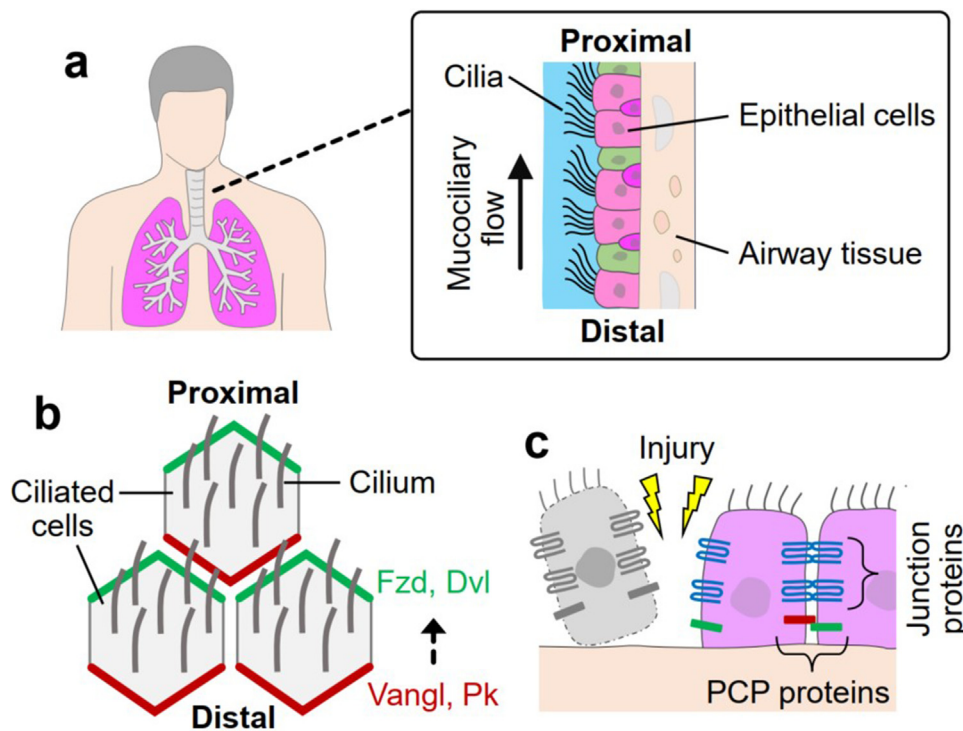 a
Proximal
Cilia
Epithelial cells
Mucociliary
flow
Airway tissue
Distal
b
Proximal
Ciliated
cells
Cilium
Fzd, Dvl
Vangl, Pk
Distal
c
Injury
Junction
proteins
PCP proteins